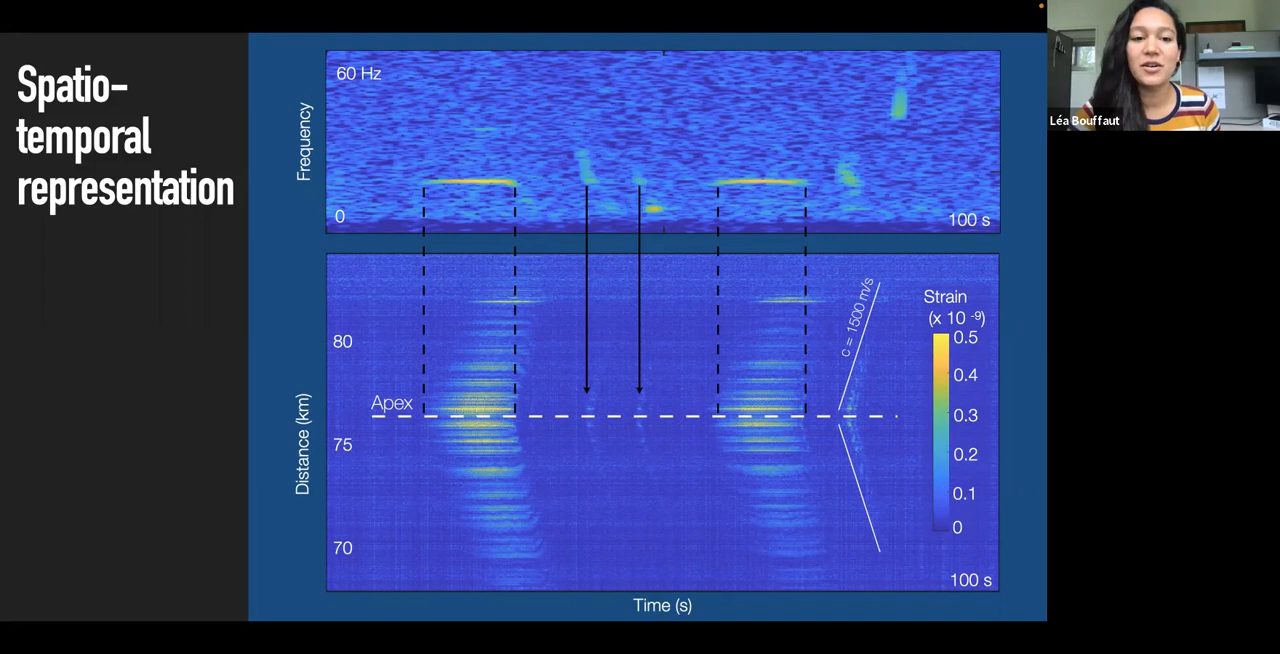 Spatio-
temporal
representation
60 Hz
Frequency
0
100 s
Strain
(x 10 -9)
0.5
0.4
0.3
0.2
0.1
0
c = 1500 m/s
80
Apex
75
Distance (km)
70
100 s
Time (s)
Léa Bouffaut